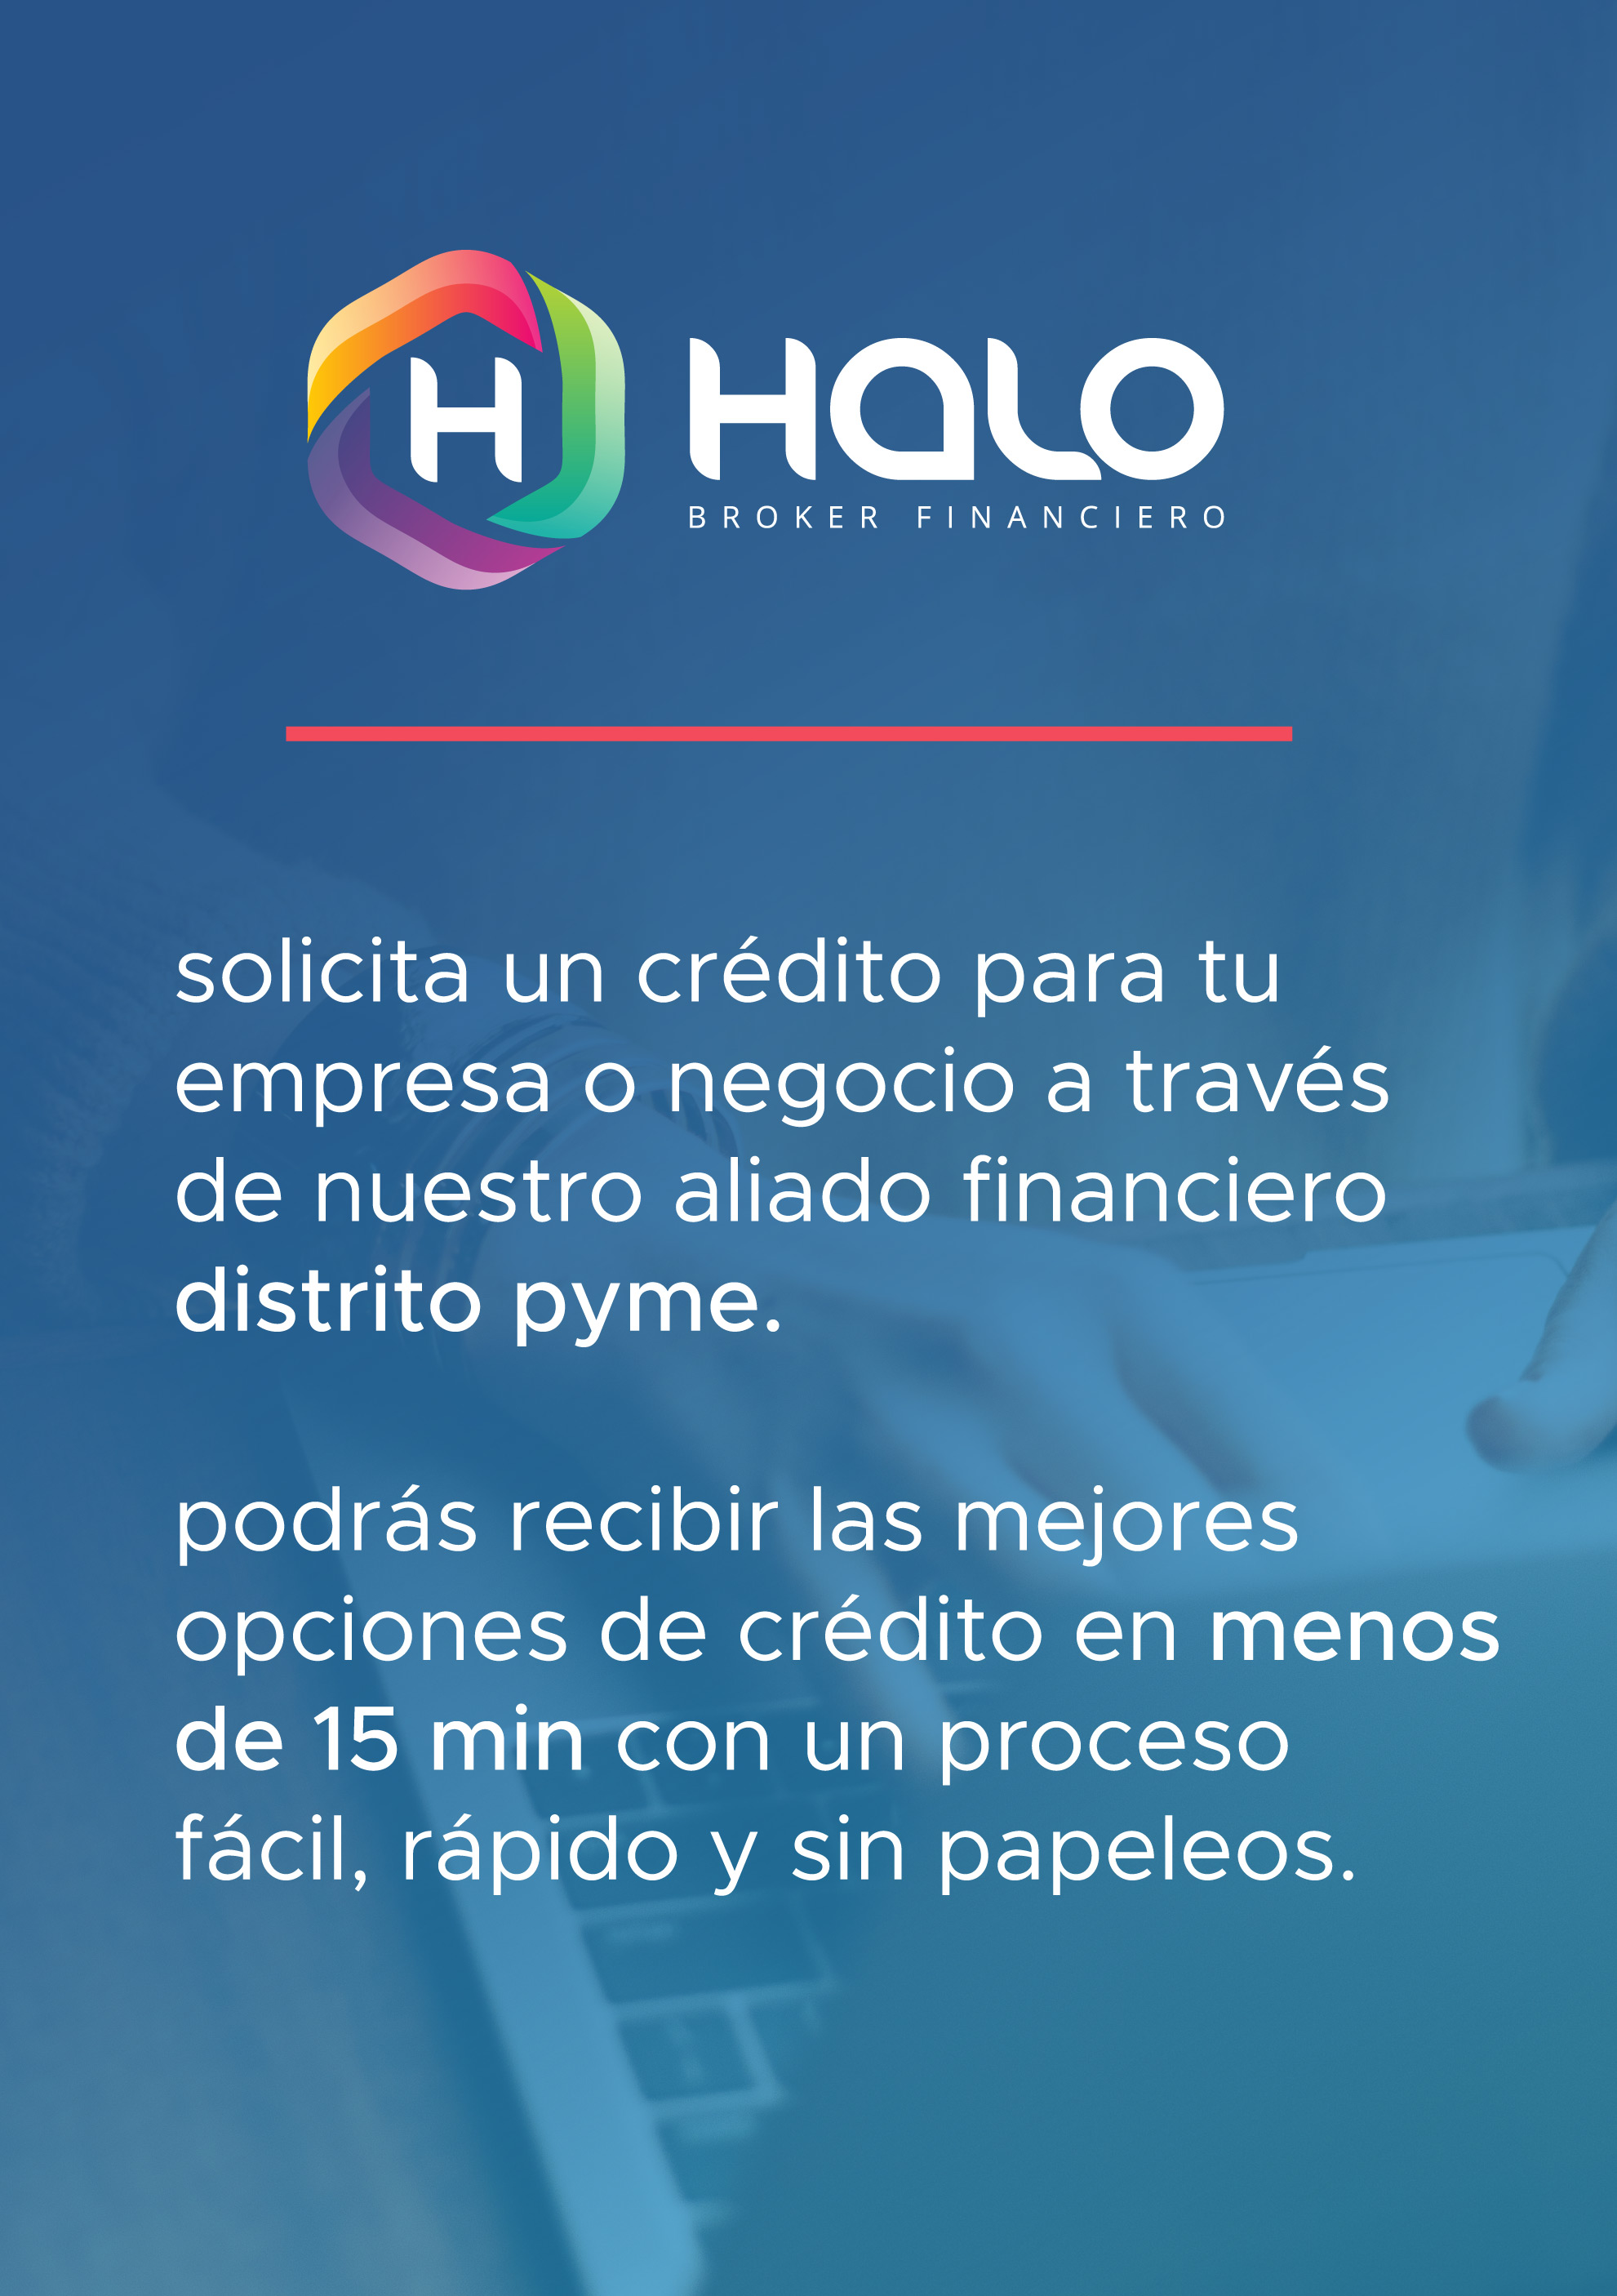 H
HALO
BROKER FINANCIERO
solicita un crédito para tu
empresa o negocio a través
de nuestro aliado financiero
distrito pyme.
podrás recibir las mejores
opciones de crédito en menos
de 15 min con un proceso
fácil, rápido y sin papeleos.